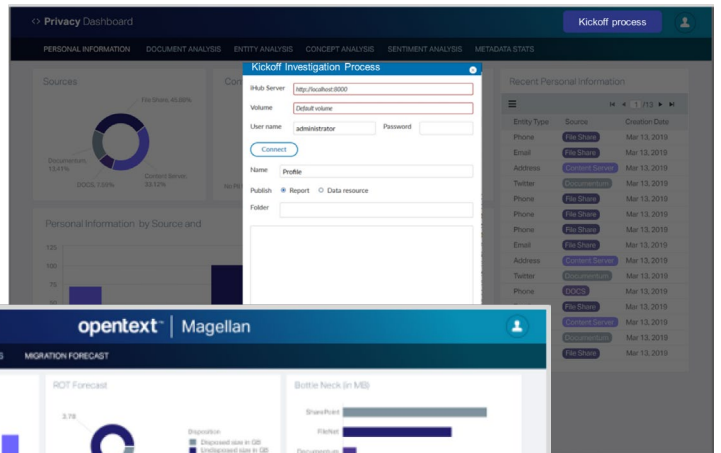 <> Privacy Dashboard
Kickoff process
PERSONAL INFORMATION DOCUMENT ANALYSIS ENTITY ANALYSIS CONCEPT ANALYSIS SENTIMENT ANALYSIS METADATA STATS
Sources
File Share, 45.85%
Documentum, 13.41%
DOCS, 7.06%
Content Server
33.12%
Personal Information by Source and
125
100
75
50
Kickoff Investigation Process
iHub Server http://localhost:8000
Volume Default volume
User name administrator Password
Connect
Name Profile
Publish Report Data resource
Folder
Recent Personal Information
1 /13
Entity Type Source Creation Date
Phone File Share Mar 13, 2019
Email File Share Mar 13, 2019
Address Content Server Mar 13, 2019
Twitter Documentum Mar 13, 2019
Phone File Share Mar 13, 2019
Phone File Share Mar 13, 2019
Phone File Share Mar 13, 2019
Email File Share Mar 13, 2019
Address Content Server Mar 13, 2019
Twitter Documentum Mar 13, 2019
Phone DOCS Mar 13, 2019
File Share Mar 13, 2019
Content Server Mar 13, 2019
Documentum Mar 13, 2019
File Share Mar 13, 2019
opentext™ | Magellan
MIGRATION FORECAST
ROT Forecast
3.78
Disposition
Disposed size in GB
Undisposed size in GB
Bottle Neck (in MB)
SharePoint
FileNet
Documentum